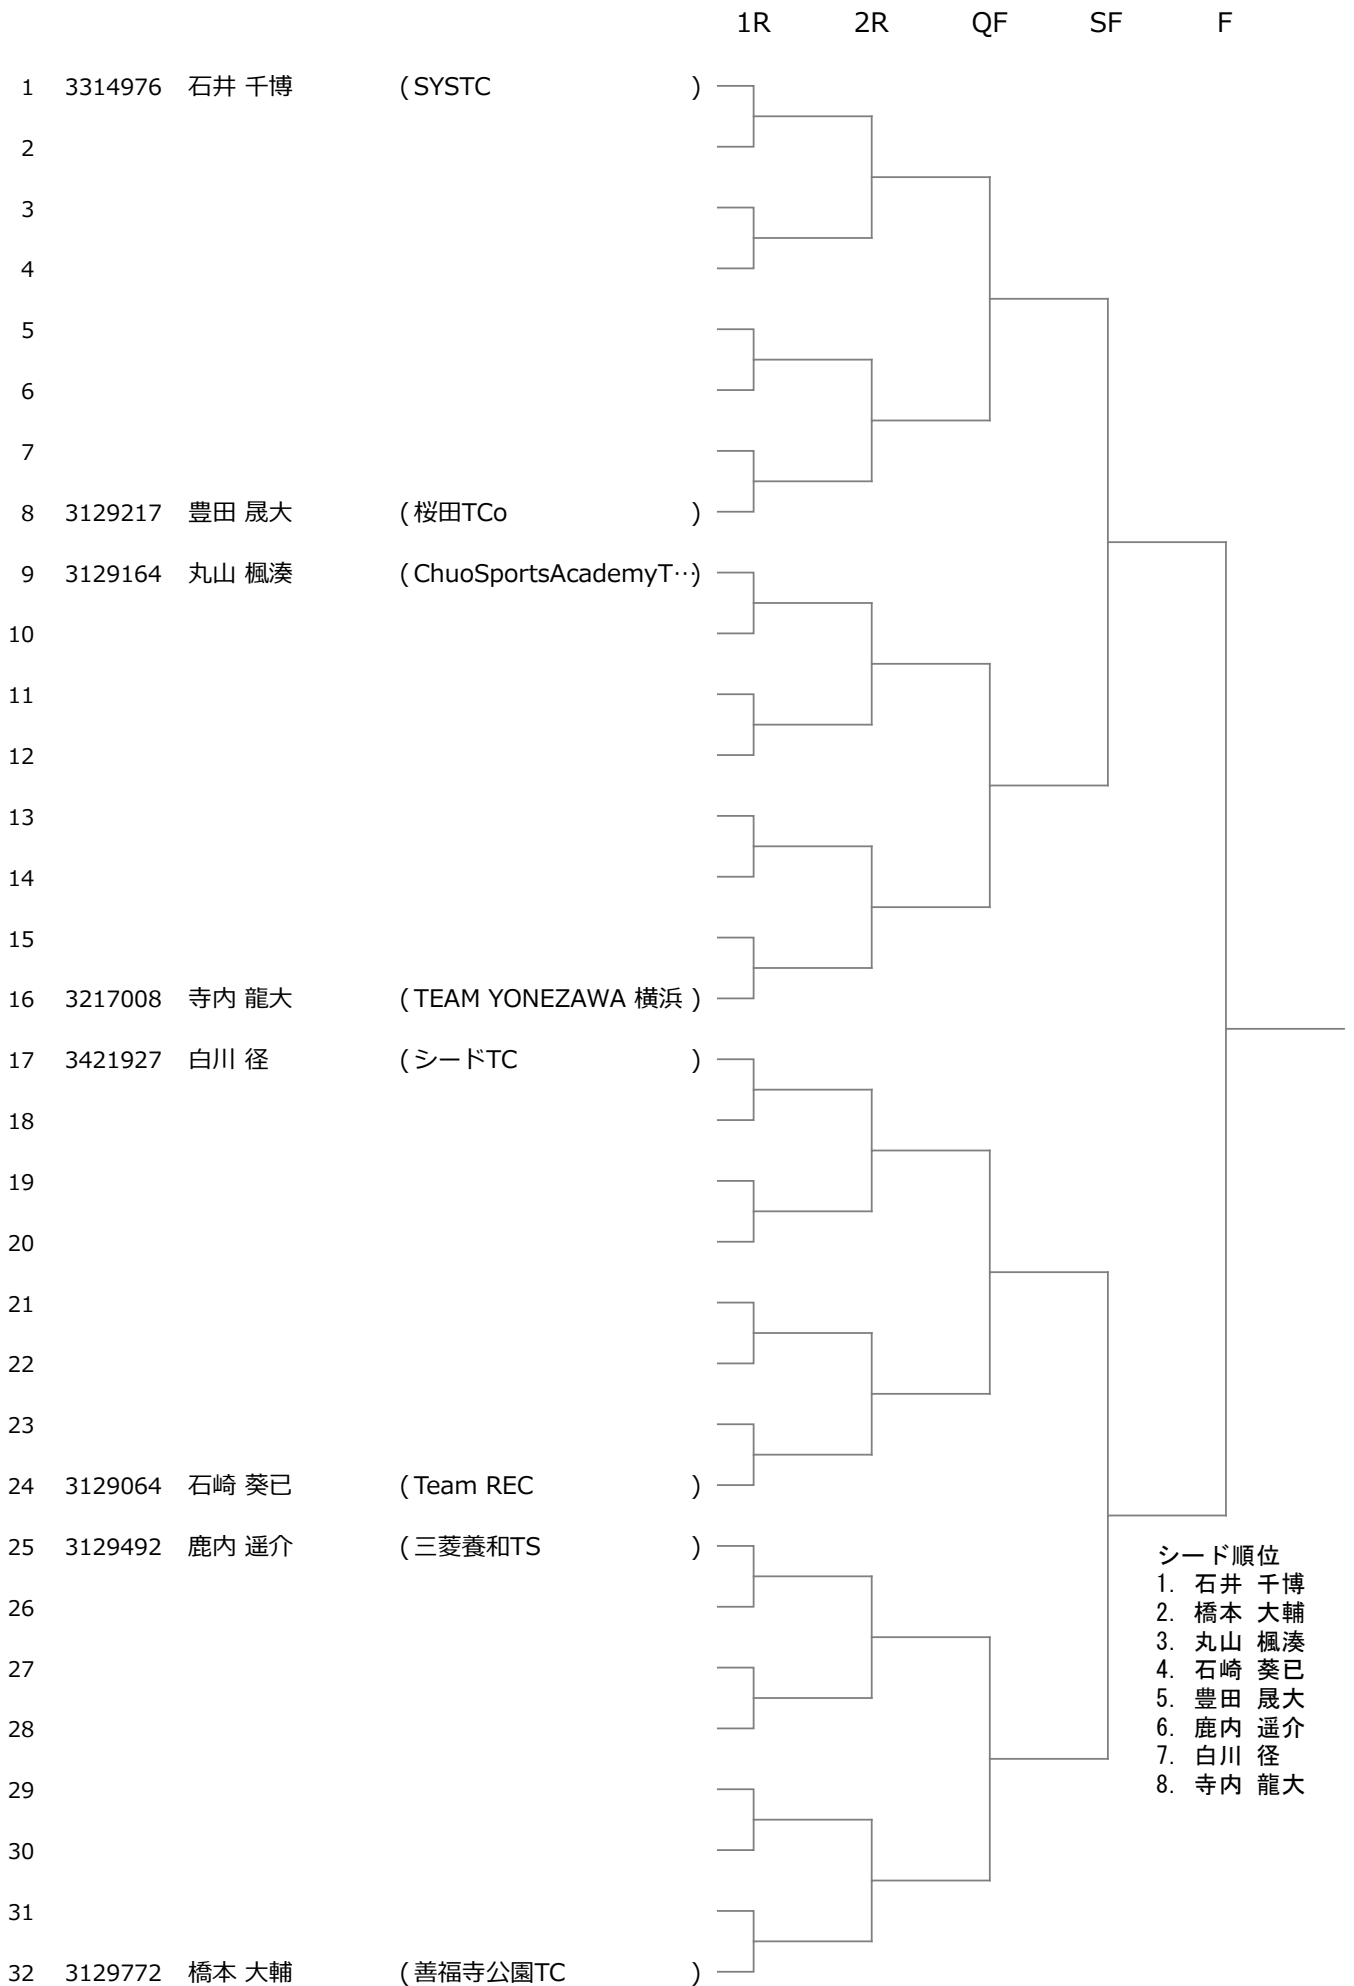 1R 2R QF SF F
1 3314976 石井 千博 ( SYSTC )
2
3
4
5
6
7
8 3129217 豊田 晟大 ( 桜田TCo )
9 3129164 丸山 楓湊 ( ChuoSportsAcademyT… )
10
11
12
13
14
15
16 3217008 寺内 龍大 ( TEAM YONEZAWA 横浜 )
17 3421927 白川 径 ( シードTC )
18
19
20
21
22
23
24 3129064 石崎 葵已 ( Team REC )
25 3129492 鹿内 遥介 ( 三菱養和TS )
26
27
28
29
30
31
32 3129772 橋本 大輔 ( 善福寺公園TC )
シード順位
1. 石井 千博
2. 橋本 大輔
3. 丸山 楓湊
4. 石崎 葵已
5. 豊田 晟大
6. 鹿内 遥介
7. 白川 径
8. 寺内 龍大